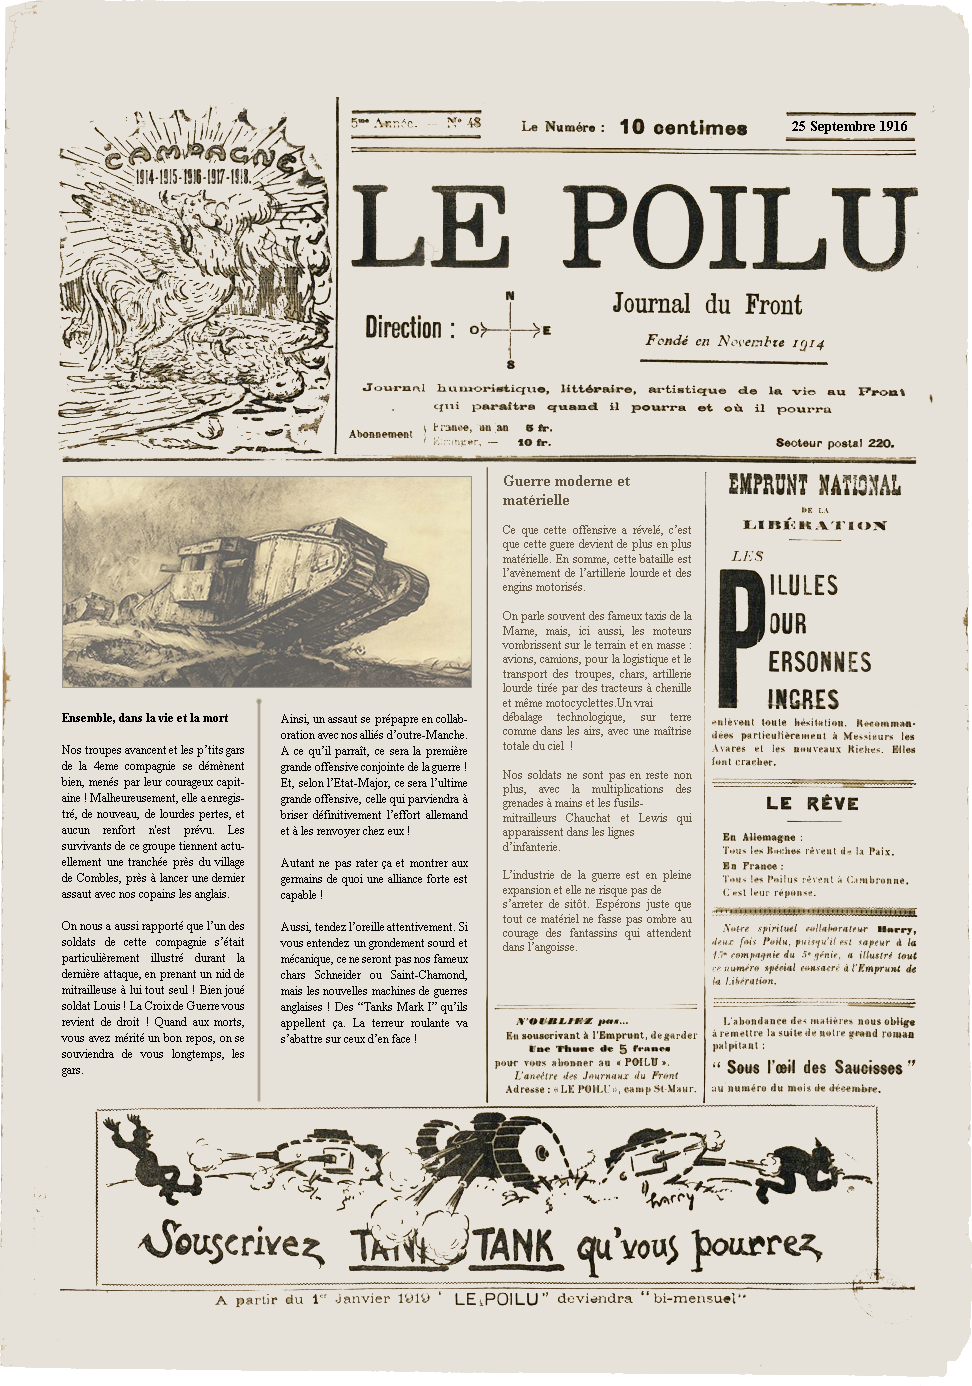 CAMPAGNE
1914-1915-1916-1917-1918.
5me Année. — No 48
Le Numéro : 10 centimes
25 Septembre 1916
LE POILU
Direction :
N
O E
S
Journal du Front
Fondé en Novembre 1914
Journal humoristique, littéraire, artistique de la vie au Front
qui paraîtra quand il pourra et où il pourra
Abonnement
France, un an 5 fr.
Étranger, — 10 fr.
Secteur postal 220.
Ensemble, dans la vie et la mort
Nos troupes avancent et les p'tits gars
de la 4eme compagnie se démènent
bien, menés par leur courageux capit-
aine ! Malheureusement, elle a enregis-
tré, de nouveau, de lourdes pertes, et
aucun renfort n'est prévu. Les
survivants de ce groupe tiennent actu-
ellement une tranchée près du village
de Combles, près à lancer une dernier
assaut avec nos copains les anglais.
On nous a aussi rapporté que l'un des
soldats de cette compagnie s'était
particulièrement illustré durant la
dernière attaque, en prenant un nid de
mitrailleuse à lui tout seul ! Bien joué
soldat Louis ! La Croix de Guerre vous
revient de droit ! Quand aux morts,
vous avez mérité un bon repos, on se
souviendra de vous longtemps, les
gars.
Ainsi, un assaut se prépapre en collab-
oration avec nos alliés d'outre-Manche.
A ce qu'il parraît, ce sera la première
grande offensive conjointe de la guerre !
Et, selon l'Etat-Major, ce sera l'ultime
grande offensive, celle qui parviendra à
briser définitivement l'effort allemand
et à les renvoyer chez eux !
Autant ne pas rater ça et montrer aux
germains de quoi une alliance forte est
capable !
Aussi, tendez l'oreille attentivement. Si
vous entendez un grondement sourd et
mécanique, ce ne seront pas nos fameux
chars Schneider ou Saint-Chamond,
mais les nouvelles machines de guerres
anglaises ! Des "Tanks Mark I" qu'ils
appellent ça. La terreur roulante va
s'abattre sur ceux d'en face !
Guerre moderne et
matérielle
Ce que cette offensive a révelé, c'est
que cette guere devient de plus en plus
matérielle. En somme, cette bataille est
l'avènement de l'artillerie lourde et des
engins motorisés.
On parle souvent des fameux taxis de la
Marne, mais, ici aussi, les moteurs
vombrissent sur le terrain et en masse :
avions, camions, pour la logistique et le
transport des troupes, chars, artillerie
lourde tirée par des tracteurs à chenille
et même motocyclettes.Un vrai
débalage technologique, sur terre
comme dans les airs, avec une maîtrise
totale du ciel !
Nos soldats ne sont pas en reste non
plus, avec la multiplications des
grenades à mains et les fusils-
mitrailleurs Chauchat et Lewis qui
apparaissent dans les lignes
d'infanterie.
L'industrie de la guerre est en pleine
expansion et elle ne risque pas de
s'arreter de sitôt. Espérons juste que
tout ce matériel ne fasse pas ombre au
courage des fantassins qui attendent
dans l'angoisse.
N'OUBLIEZ pas...
En souscrivant à l'Emprunt, de garder
Une Thune de 5 francs
pour vous abonner au « POILU ».
L'ancêtre des Journaux du Front
Adresse : « LE POILU », camp St-Maur.
EMPRUNT NATIONAL
DE LA
LIBÉRATION
LES
PILULES
POUR
PERSONNES
PINGRES
enlèvent toute hésitation. Recomman-
dées particulièrement à Messieurs les
Avares et les nouveaux Riches. Elles
font cracher.
LE RÊVE
En Allemagne :
Tous les Boches rêvent de la Paix.
En France :
Tous les Poilus rêvent à Cambronne.
C'est leur réponse.
Notre spirituel collaborateur Harry,
deux fois Poilu, puisqu'il est sapeur à la
15e compagnie du 5e génie, a illustré tout
ce numéro spécial consacré à l'Emprunt de
la Libération.
L'abondance des matières nous oblige
à remettre la suite de notre grand roman
palpitant :
" Sous l'œil des Saucisses "
au numéro du mois de décembre.
harry
Souscrivez TANT TANK qu'vous pourrez
A partir du 1er Janvier 1919 " LE POILU" deviendra "bi-mensuel"